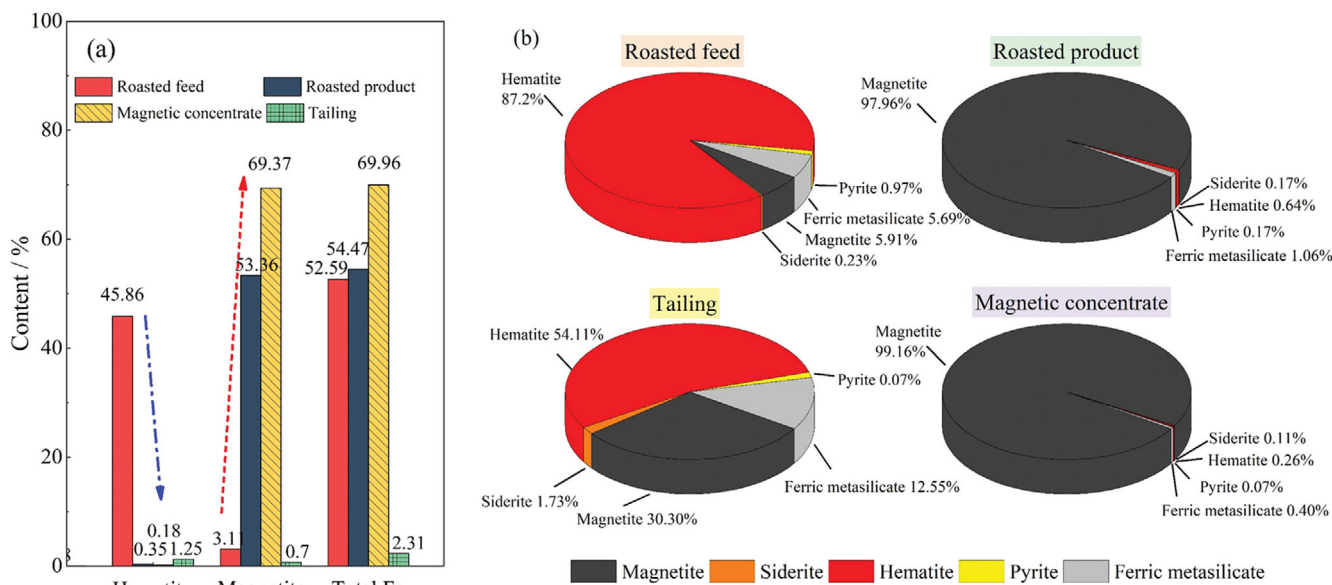 100
80
60
40
20
0
Content / %
(a)
Roasted feed
Roasted product
Magnetic concentrate
Tailing
45.86
0.35
0.18
1.25
3.11
53.36
69.37
0.7
52.59
54.47
69.96
2.31
(b)
Roasted feed
Hematite
87.2%
Pyrite 0.97%
Ferric metasilicate 5.69%
Magnetite 5.91%
Siderite 0.23%
Roasted product
Magnetite
97.96%
Siderite 0.17%
Hematite 0.64%
Pyrite 0.17%
Ferric metasilicate 1.06%
Tailing
Hematite 54.11%
Pyrite 0.07%
Ferric metasilicate 12.55%
Siderite 1.73%
Magnetite 30.30%
Magnetic concentrate
Magnetite
99.16%
Siderite 0.11%
Hematite 0.26%
Pyrite 0.07%
Ferric metasilicate 0.40%
Magnetite
Siderite
Hematite
Pyrite
Ferric metasilicate